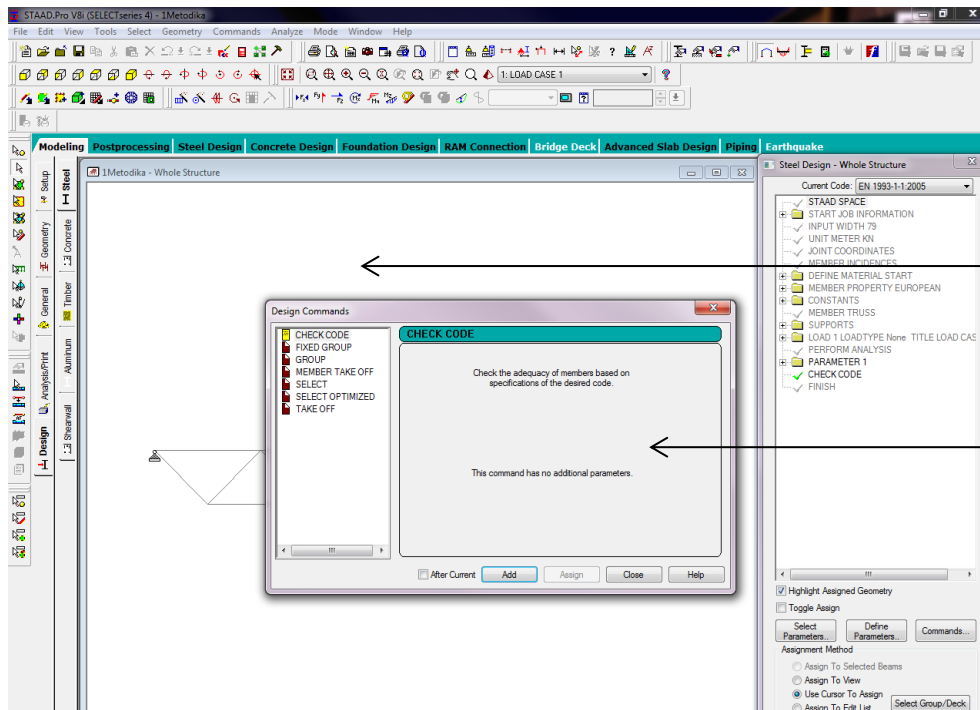 STAAD.Pro V8i (SELECTseries 4) - 1Metodika
File Edit View Tools Select Geometry Commands Analyze Mode Window Help
1: LOAD CASE 1
Modeling Postprocessing Steel Design Concrete Design Foundation Design RAM Connection Bridge Deck Advanced Slab Design Piping Earthquake
Setup
Geometry
General
Analysis/Print
Design
Steel
Concrete
Timber
Aluminum
Shearwall
1Metodika - Whole Structure
Design Commands
CHECK CODE
FIXED GROUP
GROUP
MEMBER TAKE OFF
SELECT
SELECT OPTIMIZED
TAKE OFF
CHECK CODE
Check the adequacy of members based on
specifications of the desired code.
This command has no additional parameters.
After Current Add Assign Close Help
Steel Design - Whole Structure
Current Code: EN 1993-1-1:2005
STAAD SPACE
START JOB INFORMATION
INPUT WIDTH 79
UNIT METER KN
JOINT COORDINATES
MEMBER INCIDENCES
DEFINE MATERIAL START
MEMBER PROPERTY EUROPEAN
CONSTANTS
MEMBER TRUSS
SUPPORTS
LOAD 1 LOADTYPE None TITLE LOAD CAS
PERFORM ANALYSIS
PARAMETER 1
CHECK CODE
FINISH
Highlight Assigned Geometry
Toggle Assign
Select Parameters..
Define Parameters..
Commands...
Assignment Method
Assign To Selected Beams
Assign To View
Use Cursor To Assign
Assign To Edit List
Select Group/Deck